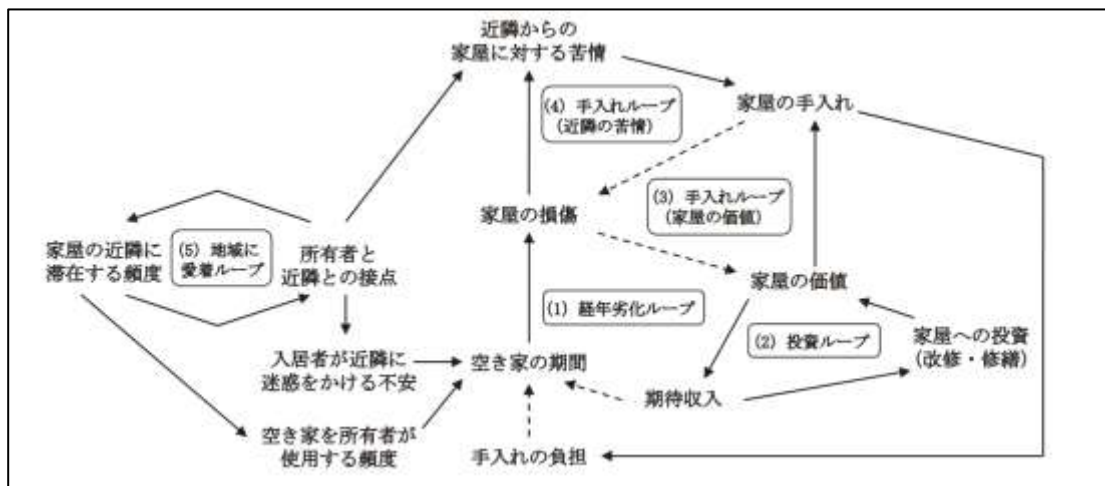 近隣からの
家屋に対する苦情
(4) 手入れループ
(近隣の苦情)
家屋の手入れ
(3) 手入れループ
(家屋の価値)
家屋の損傷
家屋の近隣に
滞在する頻度
(5) 地域に
愛着ループ
所有者と
近隣との接点
家屋の価値
(1) 経年劣化ループ
(2) 投資ループ
家屋への投資
(改修・修繕)
入居者が近隣に
迷惑をかける不安
空き家の期間
期待収入
空き家を所有者が
使用する頻度
手入れの負担